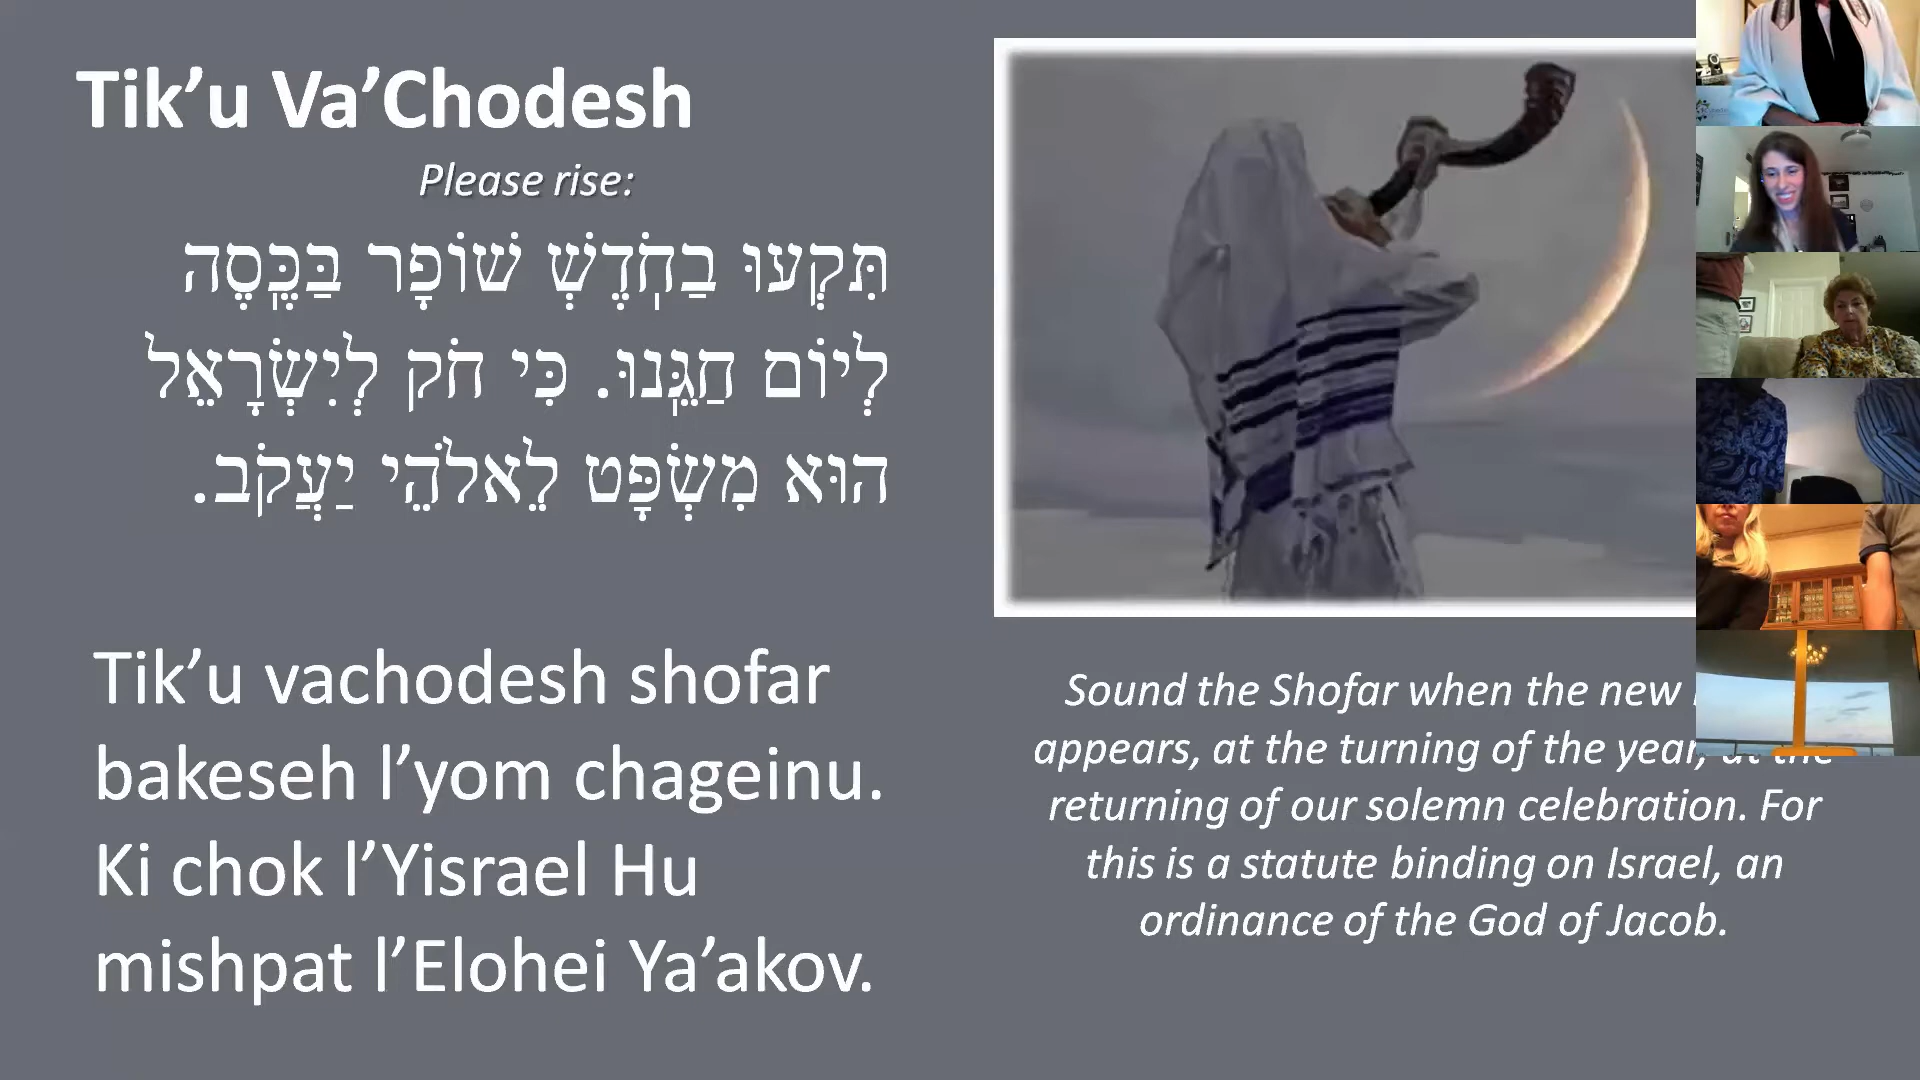 Tik’u Va’Chodesh
Please rise:
תִּקְעוּ בַחֹֽדֶשׁ שׁוֹפָר בַּכֶּֽסֶה
לְיוֹם חַגֵּֽנוּ. כִּי חֹק לְיִשְׂרָאֵל
הוּא מִשְׂפָּט לֵאלֹהֵי יַעֲקֹב.
Tik’u vachodesh shofar
bakeseh l’yom chageinu.
Ki chok l’Yisrael Hu
mishpat l’Elohei Ya’akov.
Sound the Shofar when the new
appears, at the turning of the year, at the
returning of our solemn celebration. For
this is a statute binding on Israel, an
ordinance of the God of Jacob.